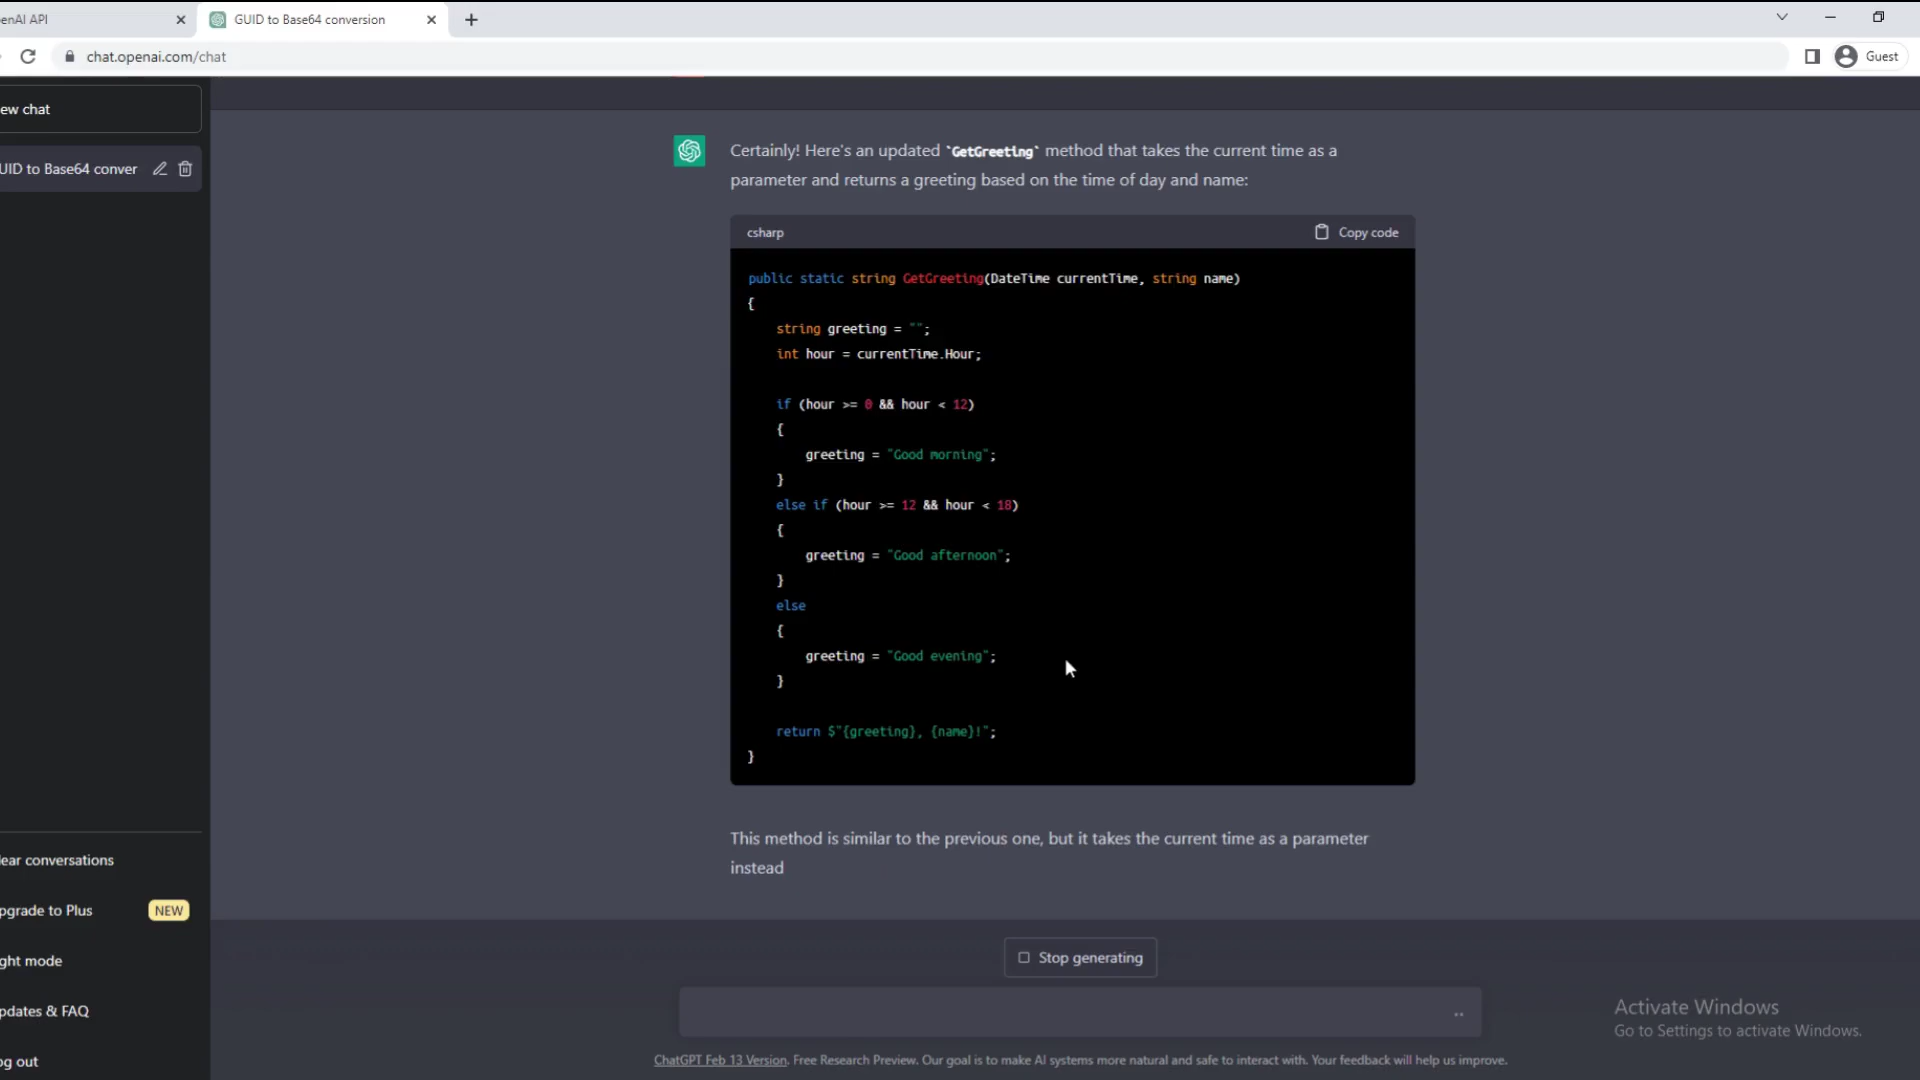 enAI API
GUID to Base64 conversion
chat.openai.com/chat
Guest
ew chat
UID to Base64 conver
Certainly! Here's an updated `GetGreeting` method that takes the current time as a
parameter and returns a greeting based on the time of day and name:
csharp
Copy code
public static string GetGreeting(DateTime currentTime, string name)
{
    string greeting = "";
    int hour = currentTime.Hour;
    if (hour >= 0 && hour < 12)
    {
        greeting = "Good morning";
    }
    else if (hour >= 12 && hour < 18)
    {
        greeting = "Good afternoon";
    }
    else
    {
        greeting = "Good evening";
    }
    return $"{greeting}, {name}!";
}
This method is similar to the previous one, but it takes the current time as a parameter
instead
lear conversations
pgrade to Plus
NEW
ght mode
pdates & FAQ
og out
Stop generating
Activate Windows
Go to Settings to activate Windows.
ChatGPT Feb 13 Version. Free Research Preview. Our goal is to make AI systems more natural and safe to interact with. Your feedback will help us improve.